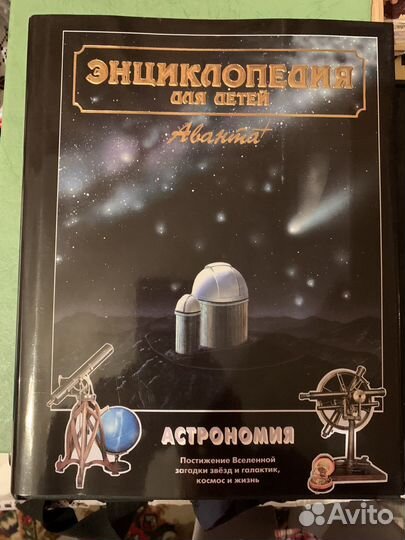 ЭНЦИКЛОПЕДИЯ
ДЛЯ ДЕТЕЙ
Аванта+
АСТРОНОМИЯ
Постижение Вселенной
загадки звёзд и галактик,
космос и жизнь
Avito